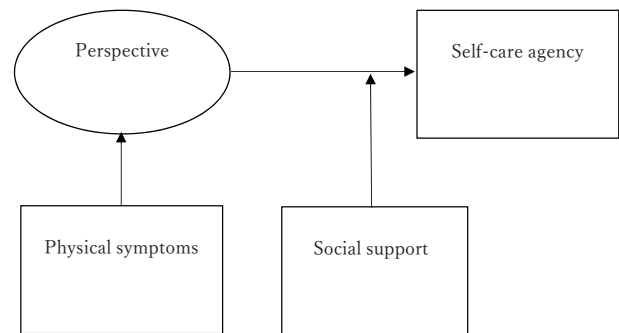 Perspective
Self-care agency
Physical symptoms
Social support